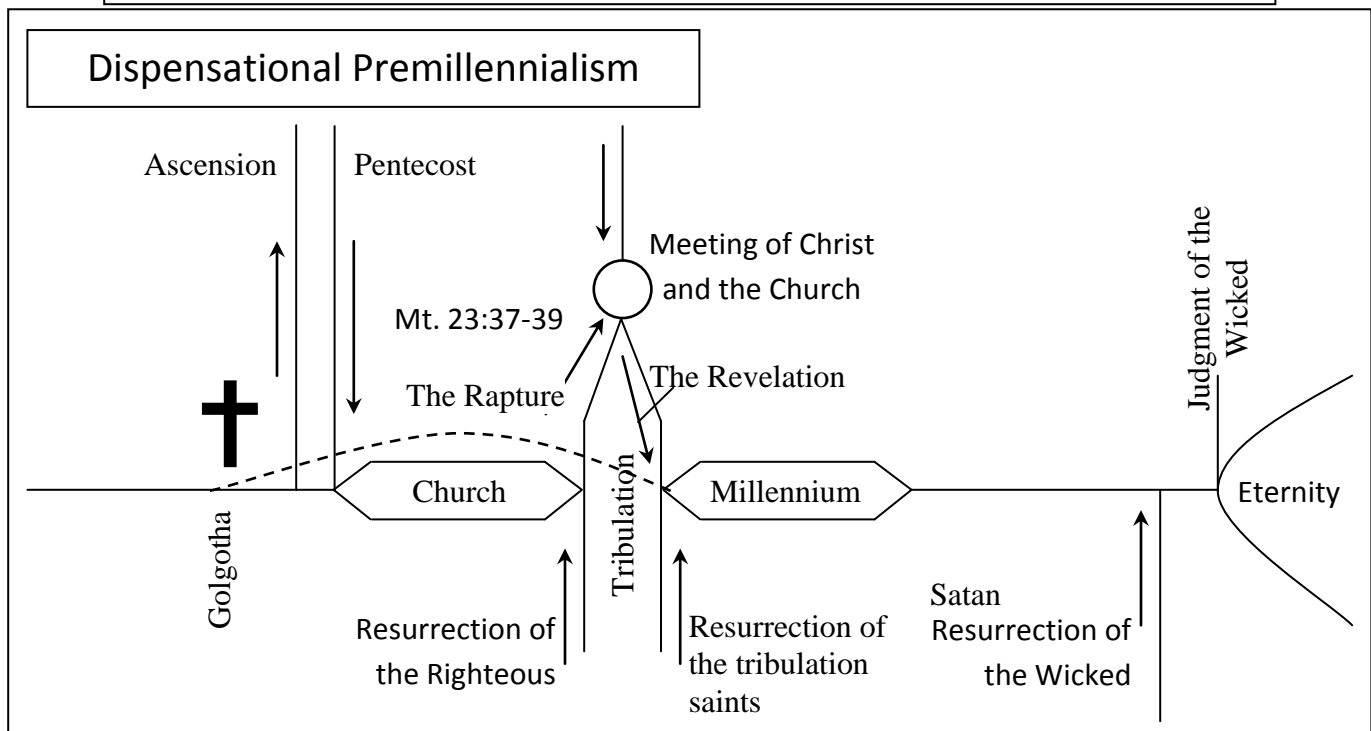 Dispensational Premillennialism
Ascension
Pentecost
Meeting of Christ
and the Church
Mt. 23:37-39
The Rapture
The Revelation
Judgment of the
Wicked
Church
Tribulation
Millennium
Eternity
Golgotha
Resurrection of
the Righteous
Resurrection of
the tribulation
saints
Satan
Resurrection of
the Wicked